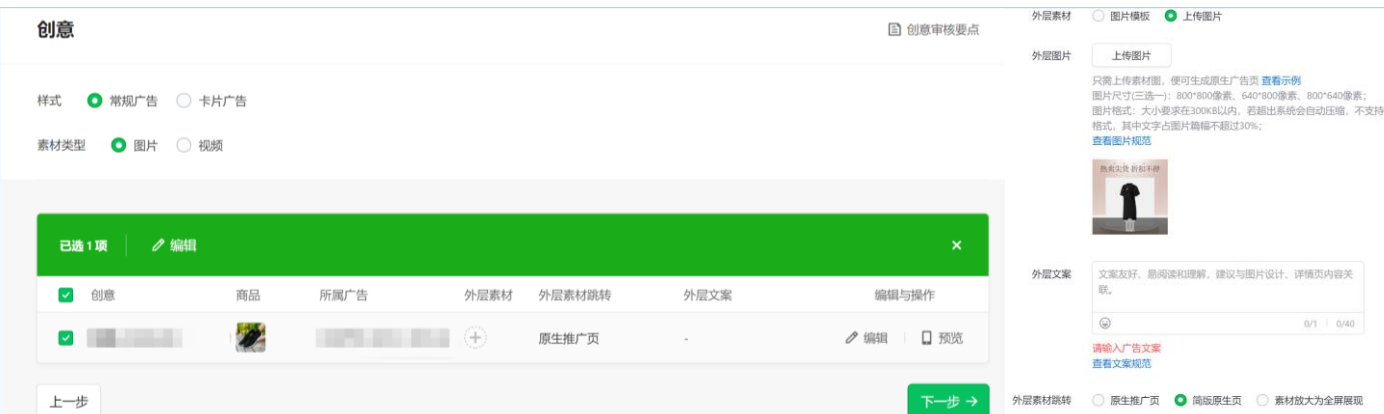 创意
创意审核要点
样式 常规广告 卡片广告
素材类型 图片 视频
已选 1 项 编辑 ×
创意 商品 所属广告 外层素材 外层素材跳转 外层文案 编辑与操作
原生推广页 - 编辑 预览
上一步 下一步 →
外层素材 图片模板 上传图片
外层图片 上传图片
只需上传素材图，便可生成原生广告页 查看示例
图片尺寸(三选一)：800*800像素、640*800像素、800*640像素；
图片格式：大小要求在300KB以内，若超出系统会自动压缩，不支持
格式，其中文字占图片篇幅不超过30%；
查看图片规范
外层文案 文案友好、易阅读和理解，建议与图片设计、详情页内容关
联。
0/1 0/40
请输入广告文案
查看文案规范
外层素材跳转 原生推广页 简版原生页 素材放大为全屏展现